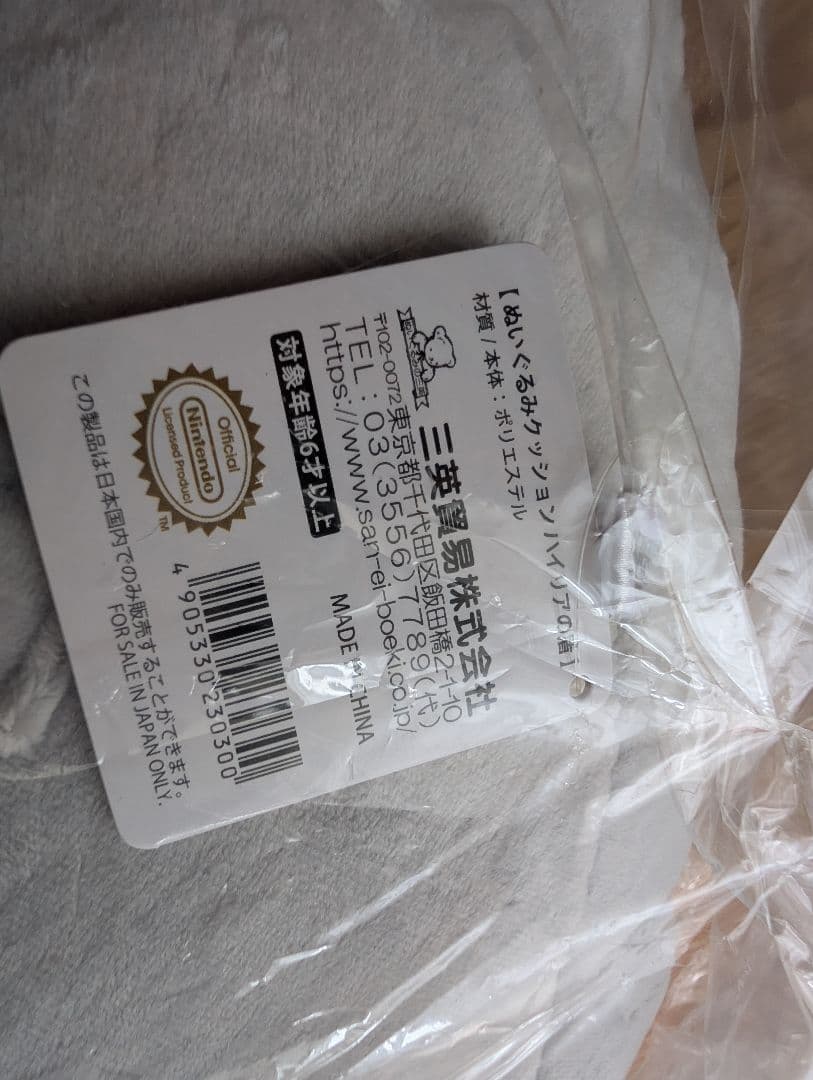 【ぬいぐるみクッション ハイリアの盾】
材質 / 本体：ポリエステル
三英貿易株式会社
〒102-0072東京都千代田区飯田橋2-1-10
TEL：03(3556)7789(代)
https://www.san-ei-boeki.co.jp/
対象年齢6才以上
MADE IN CHINA
Official
Nintendo
Licensed Product
TM
4 905330 230300
この製品は日本国内でのみ販売することができます。
FOR SALE IN JAPAN ONLY.